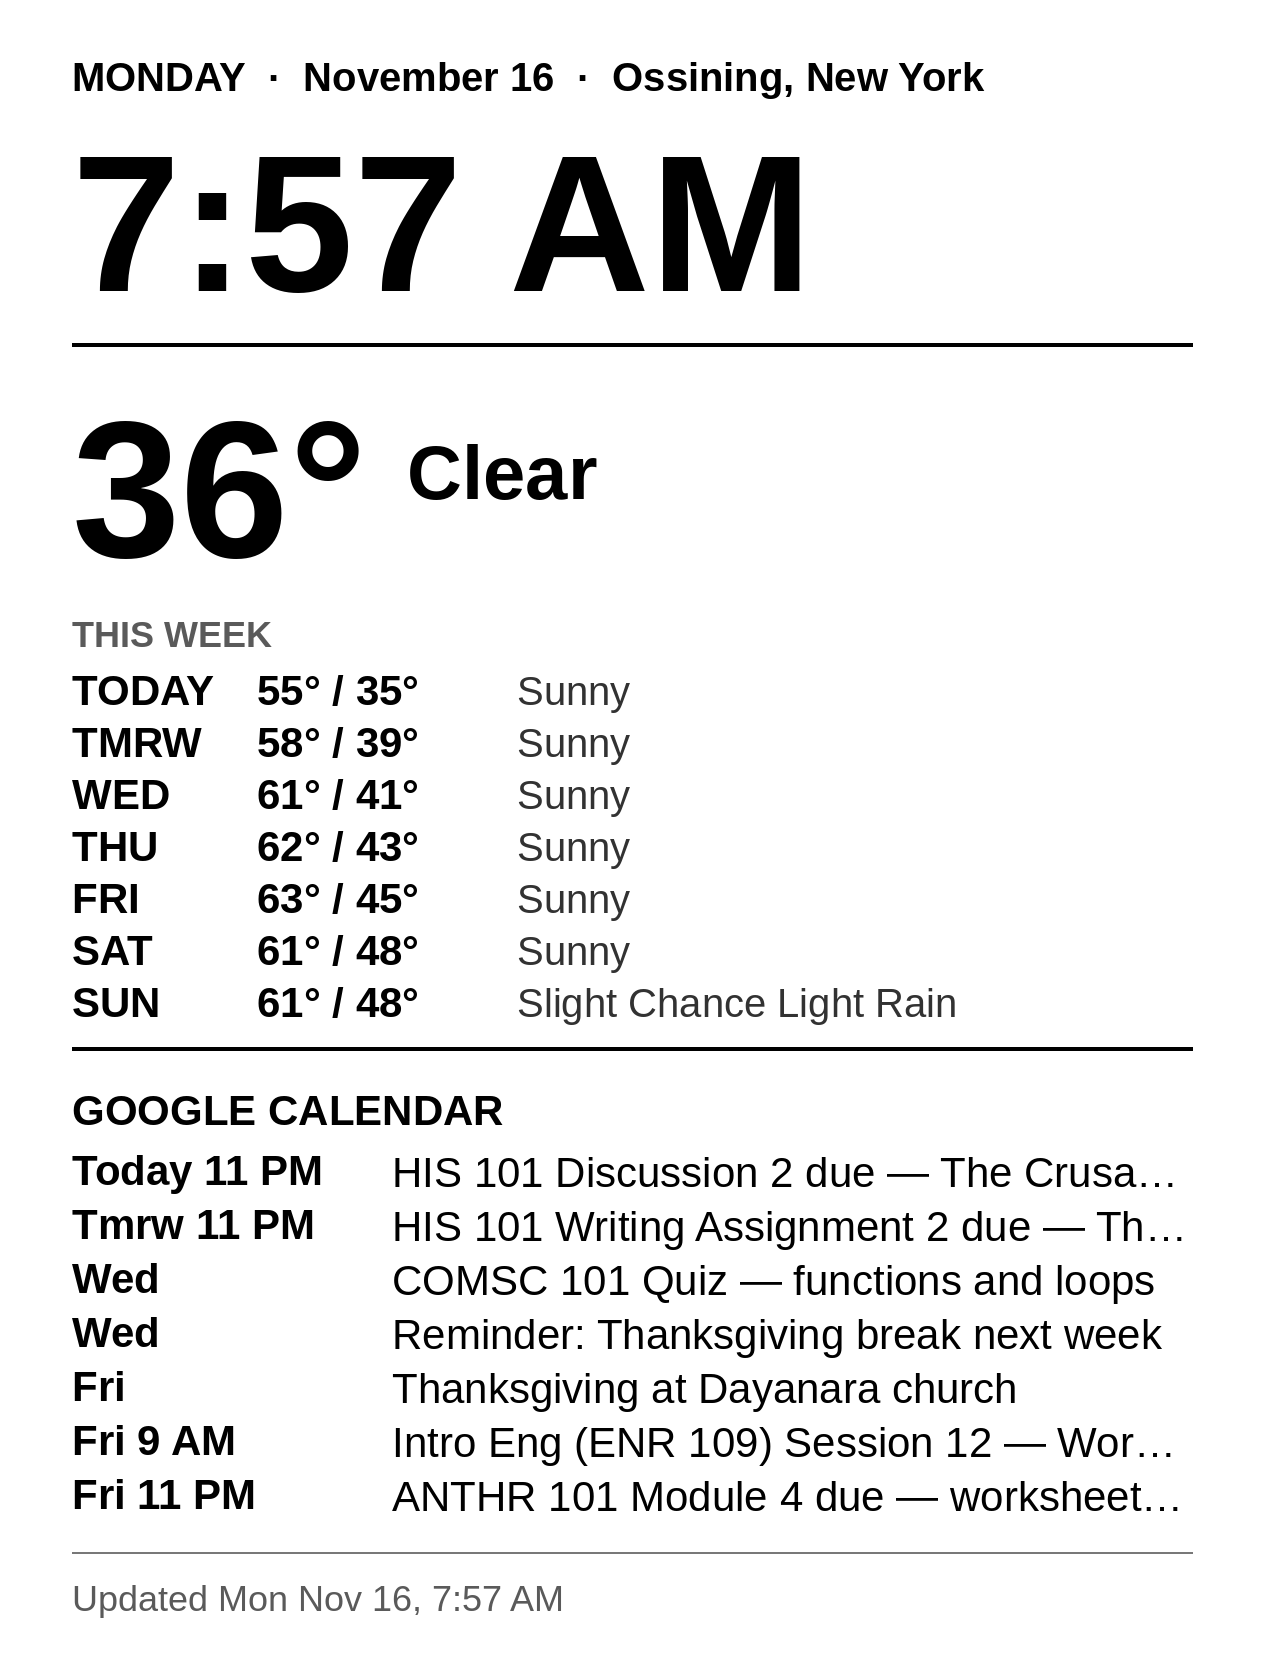 MONDAY · November 16 · Ossining, New York
7:57 AM
36° Clear
THIS WEEK
TODAY 55° / 35° Sunny
TMRW 58° / 39° Sunny
WED 61° / 41° Sunny
THU 62° / 43° Sunny
FRI 63° / 45° Sunny
SAT 61° / 48° Sunny
SUN 61° / 48° Slight Chance Light Rain
GOOGLE CALENDAR
Today 11 PM HIS 101 Discussion 2 due — The Crusa…
Tmrw 11 PM HIS 101 Writing Assignment 2 due — Th…
Wed COMSC 101 Quiz — functions and loops
Wed Reminder: Thanksgiving break next week
Fri Thanksgiving at Dayanara church
Fri 9 AM Intro Eng (ENR 109) Session 12 — Wor…
Fri 11 PM ANTHR 101 Module 4 due — worksheet…
Updated Mon Nov 16, 7:57 AM